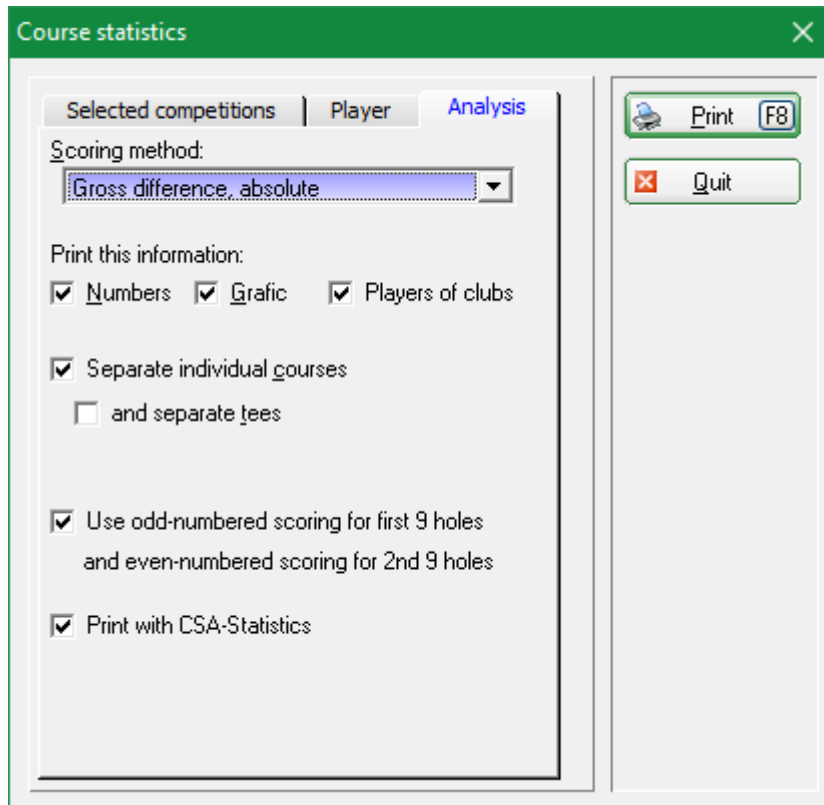 Course statistics
Selected competitions Player Analysis
Print F8
Scoring method:
Quit
Gross difference, absolute
Print this information:
Numbers Grafic Players of clubs
Separate individual courses
and separate tees
Use odd-numbered scoring for first 9 holes
and even-numbered scoring for 2nd 9 holes
Print with CSA-Statistics